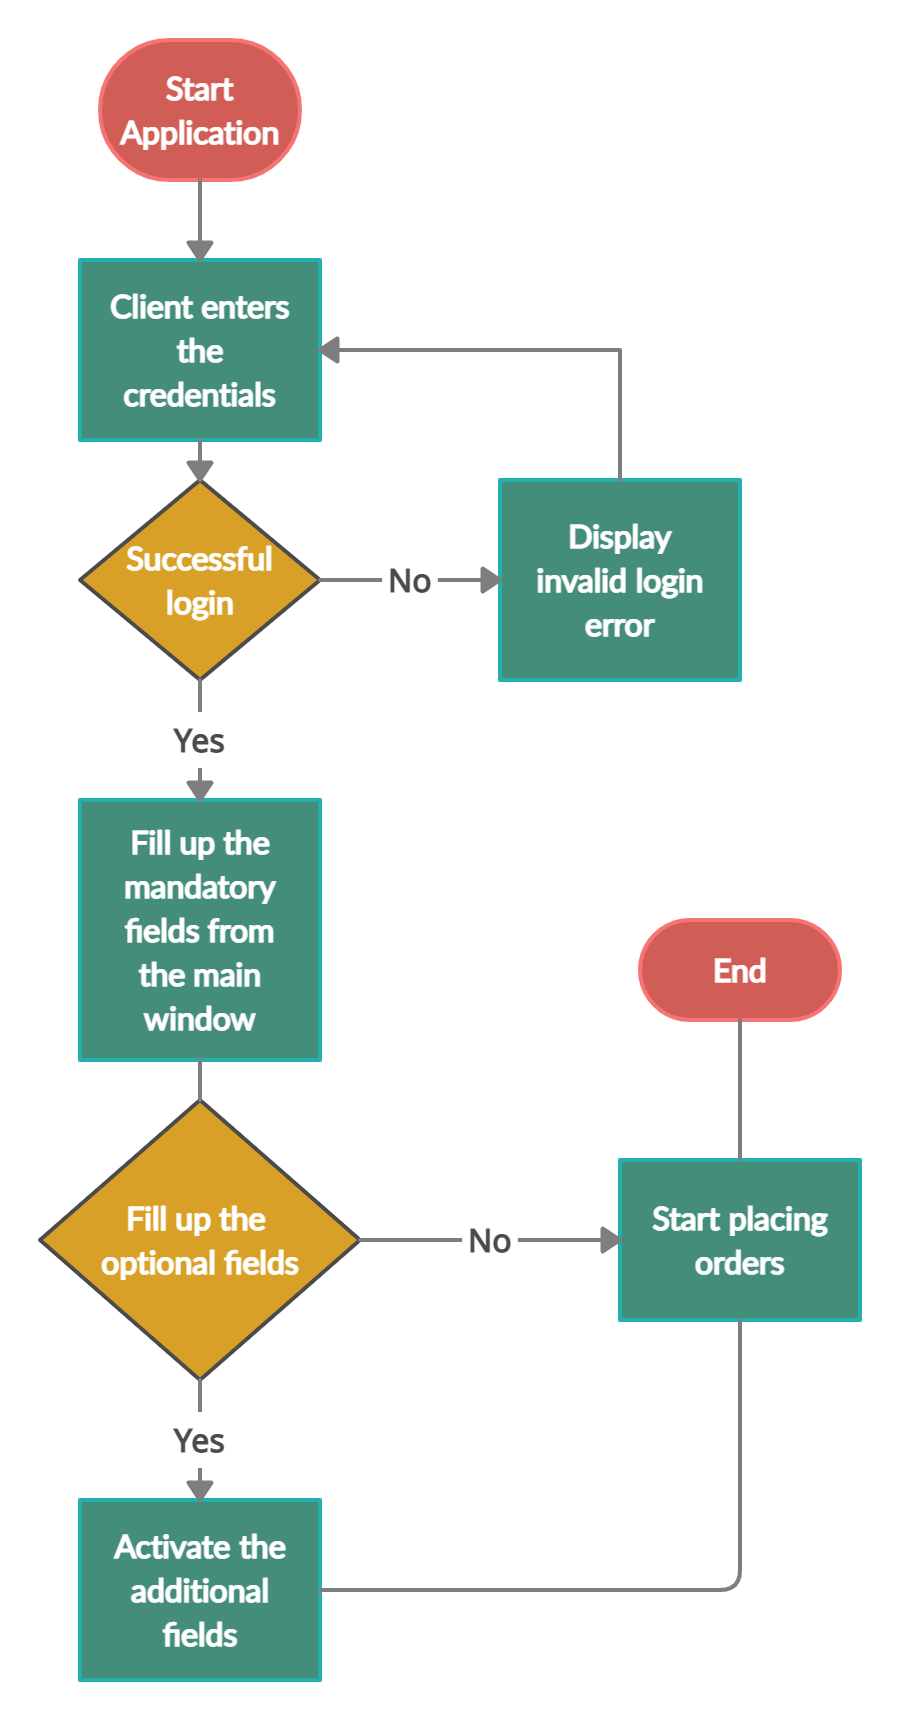 Start
Application
Client enters
the
credentials
Successful
login
No
Display
invalid login
error
Yes
Fill up the
mandatory
fields from
the main
window
End
Fill up the
optional fields
No
Start placing
orders
Yes
Activate the
additional
fields